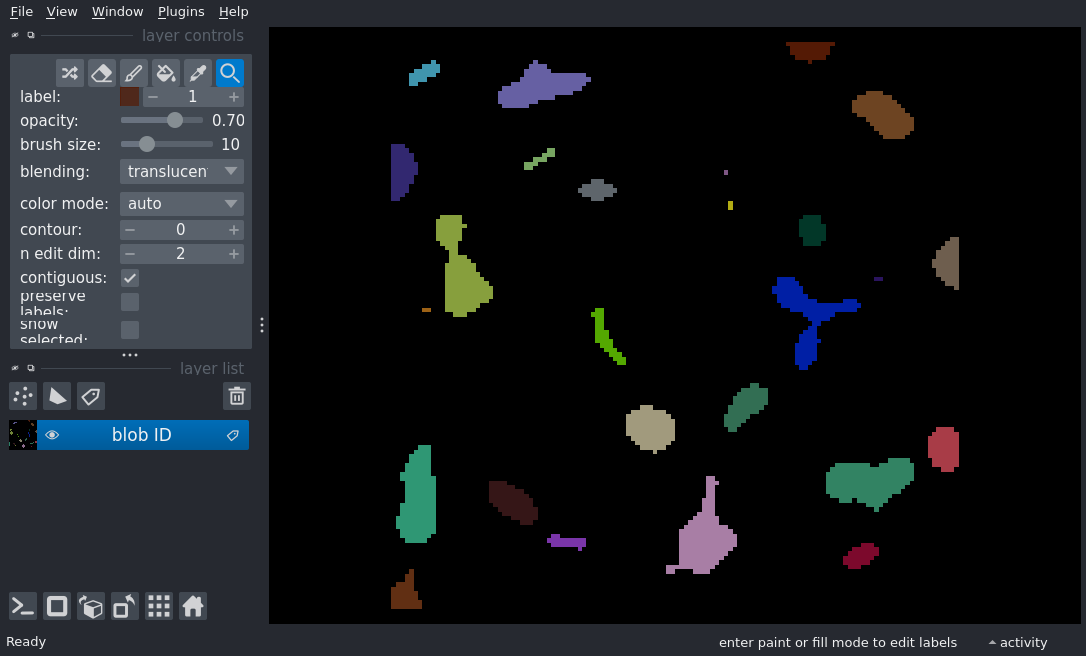 File View Window Plugins Help
layer controls
label: 1
opacity: 0.70
brush size: 10
blending: translucen
color mode: auto
contour: 0
n edit dim: 2
contiguous:
preserve
labels:
show
selected:
layer list
blob ID
Ready enter paint or fill mode to edit labels activity